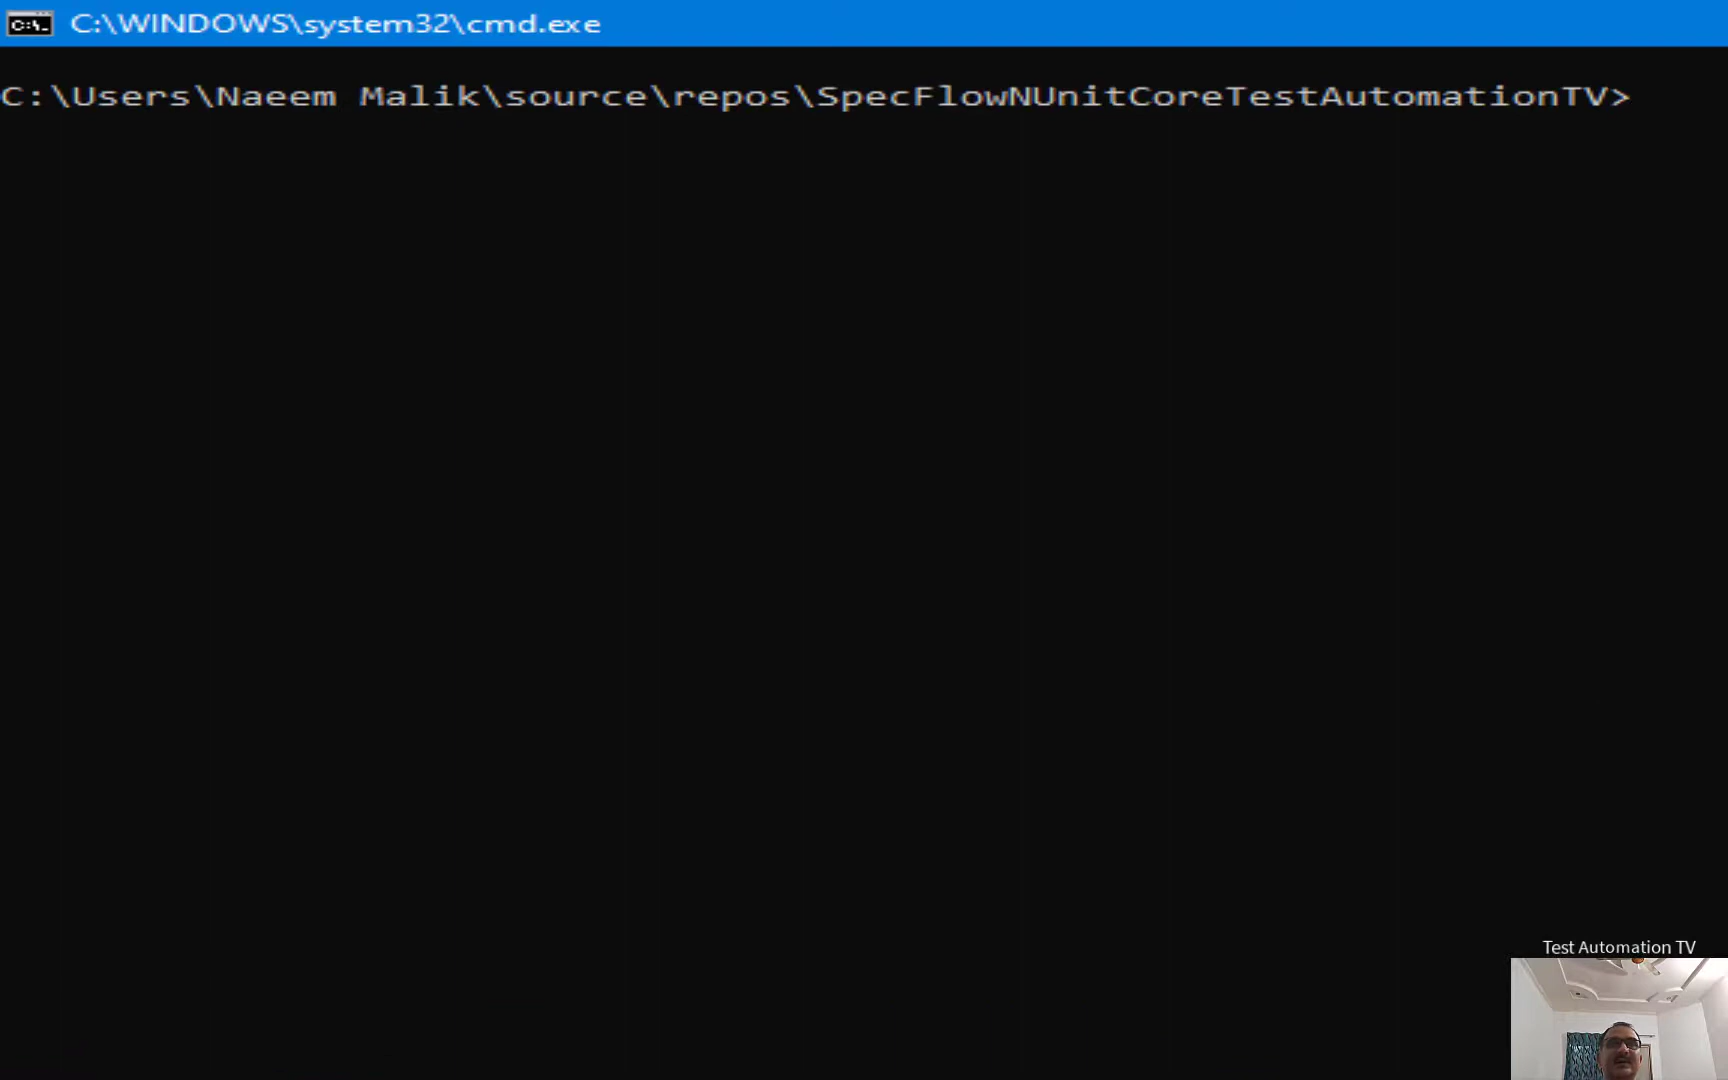 C:\WINDOWS\system32\cmd.exe
C:\Users\Naeem Malik\source\repos\SpecFlowNUnitCoreTestAutomationTV>
Test Automation TV